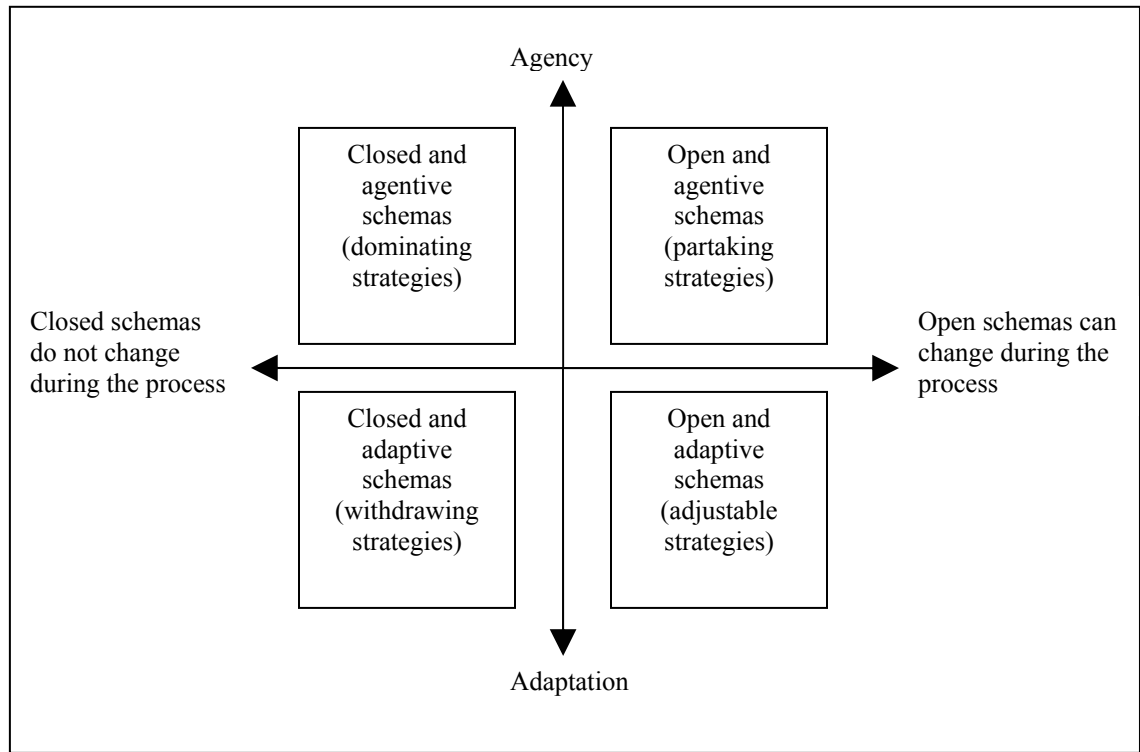 Agency
Closed and
agentive
schemas
(dominating
strategies)
Open and
agentive
schemas
(partaking
strategies)
Closed schemas
do not change
during the process
Open schemas can
change during the
process
Closed and
adaptive
schemas
(withdrawing
strategies)
Open and
adaptive
schemas
(adjustable
strategies)
Adaptation